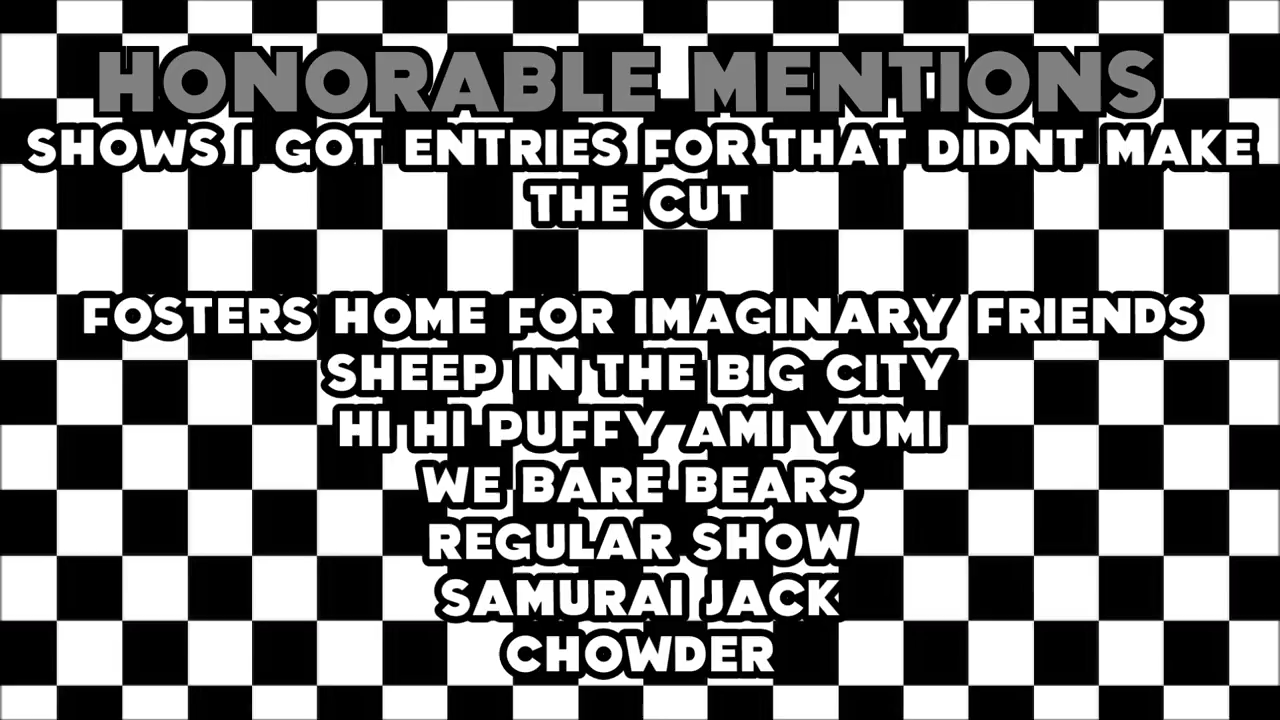 HONORABLE MENTIONS
SHOWS I GOT ENTRIES FOR THAT DIDNT MAKE
THE CUT
FOSTERS HOME FOR IMAGINARY FRIENDS
SHEEP IN THE BIG CITY
HI HI PUFFY AMI YUMI
WE BARE BEARS
REGULAR SHOW
SAMURAI JACK
CHOWDER